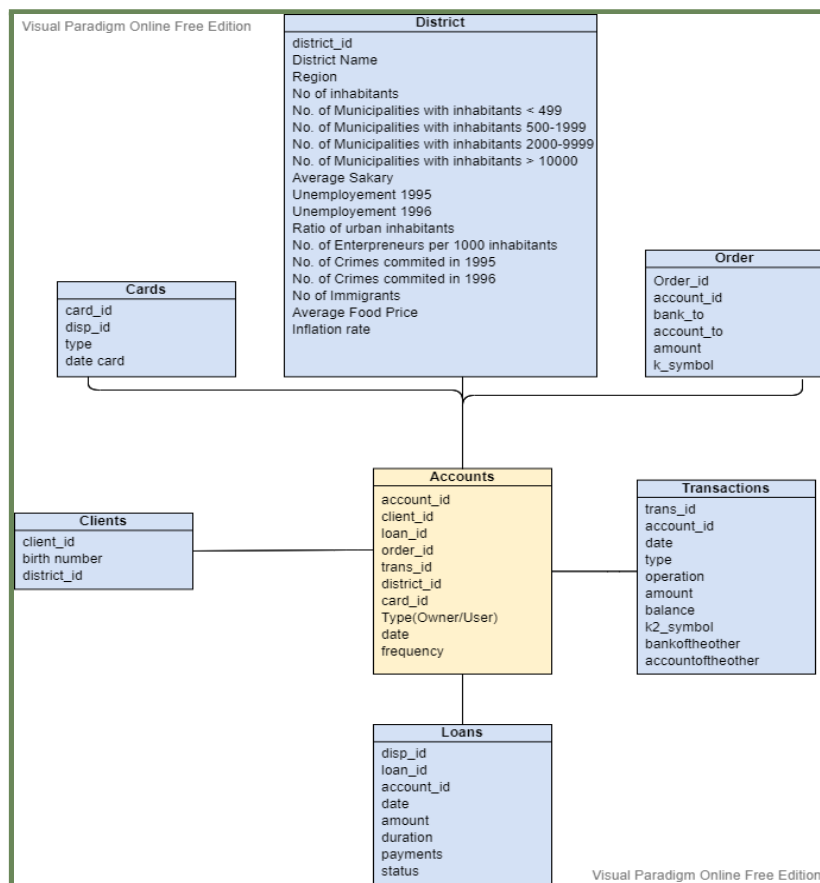 Visual Paradigm Online Free Edition
District
district_id
District Name
Region
No of inhabitants
No. of Municipalities with inhabitants < 499
No. of Municipalities with inhabitants 500-1999
No. of Municipalities with inhabitants 2000-9999
No. of Municipalities with inhabitants > 10000
Average Sakary
Unemployement 1995
Unemployement 1996
Ratio of urban inhabitants
No. of Enterpreneurs per 1000 inhabitants
No. of Crimes commited in 1995
No. of Crimes commited in 1996
No of Immigrants
Average Food Price
Inflation rate
Cards
card_id
disp_id
type
date card
Order
Order_id
account_id
bank_to
account_to
amount
k_symbol
Accounts
account_id
client_id
loan_id
order_id
trans_id
district_id
card_id
Type(Owner/User)
date
frequency
Clients
client_id
birth number
district_id
Transactions
trans_id
account_id
date
type
operation
amount
balance
k2_symbol
bankoftheother
accountoftheother
Loans
disp_id
loan_id
account_id
date
amount
duration
payments
status
Visual Paradigm Online Free Edition